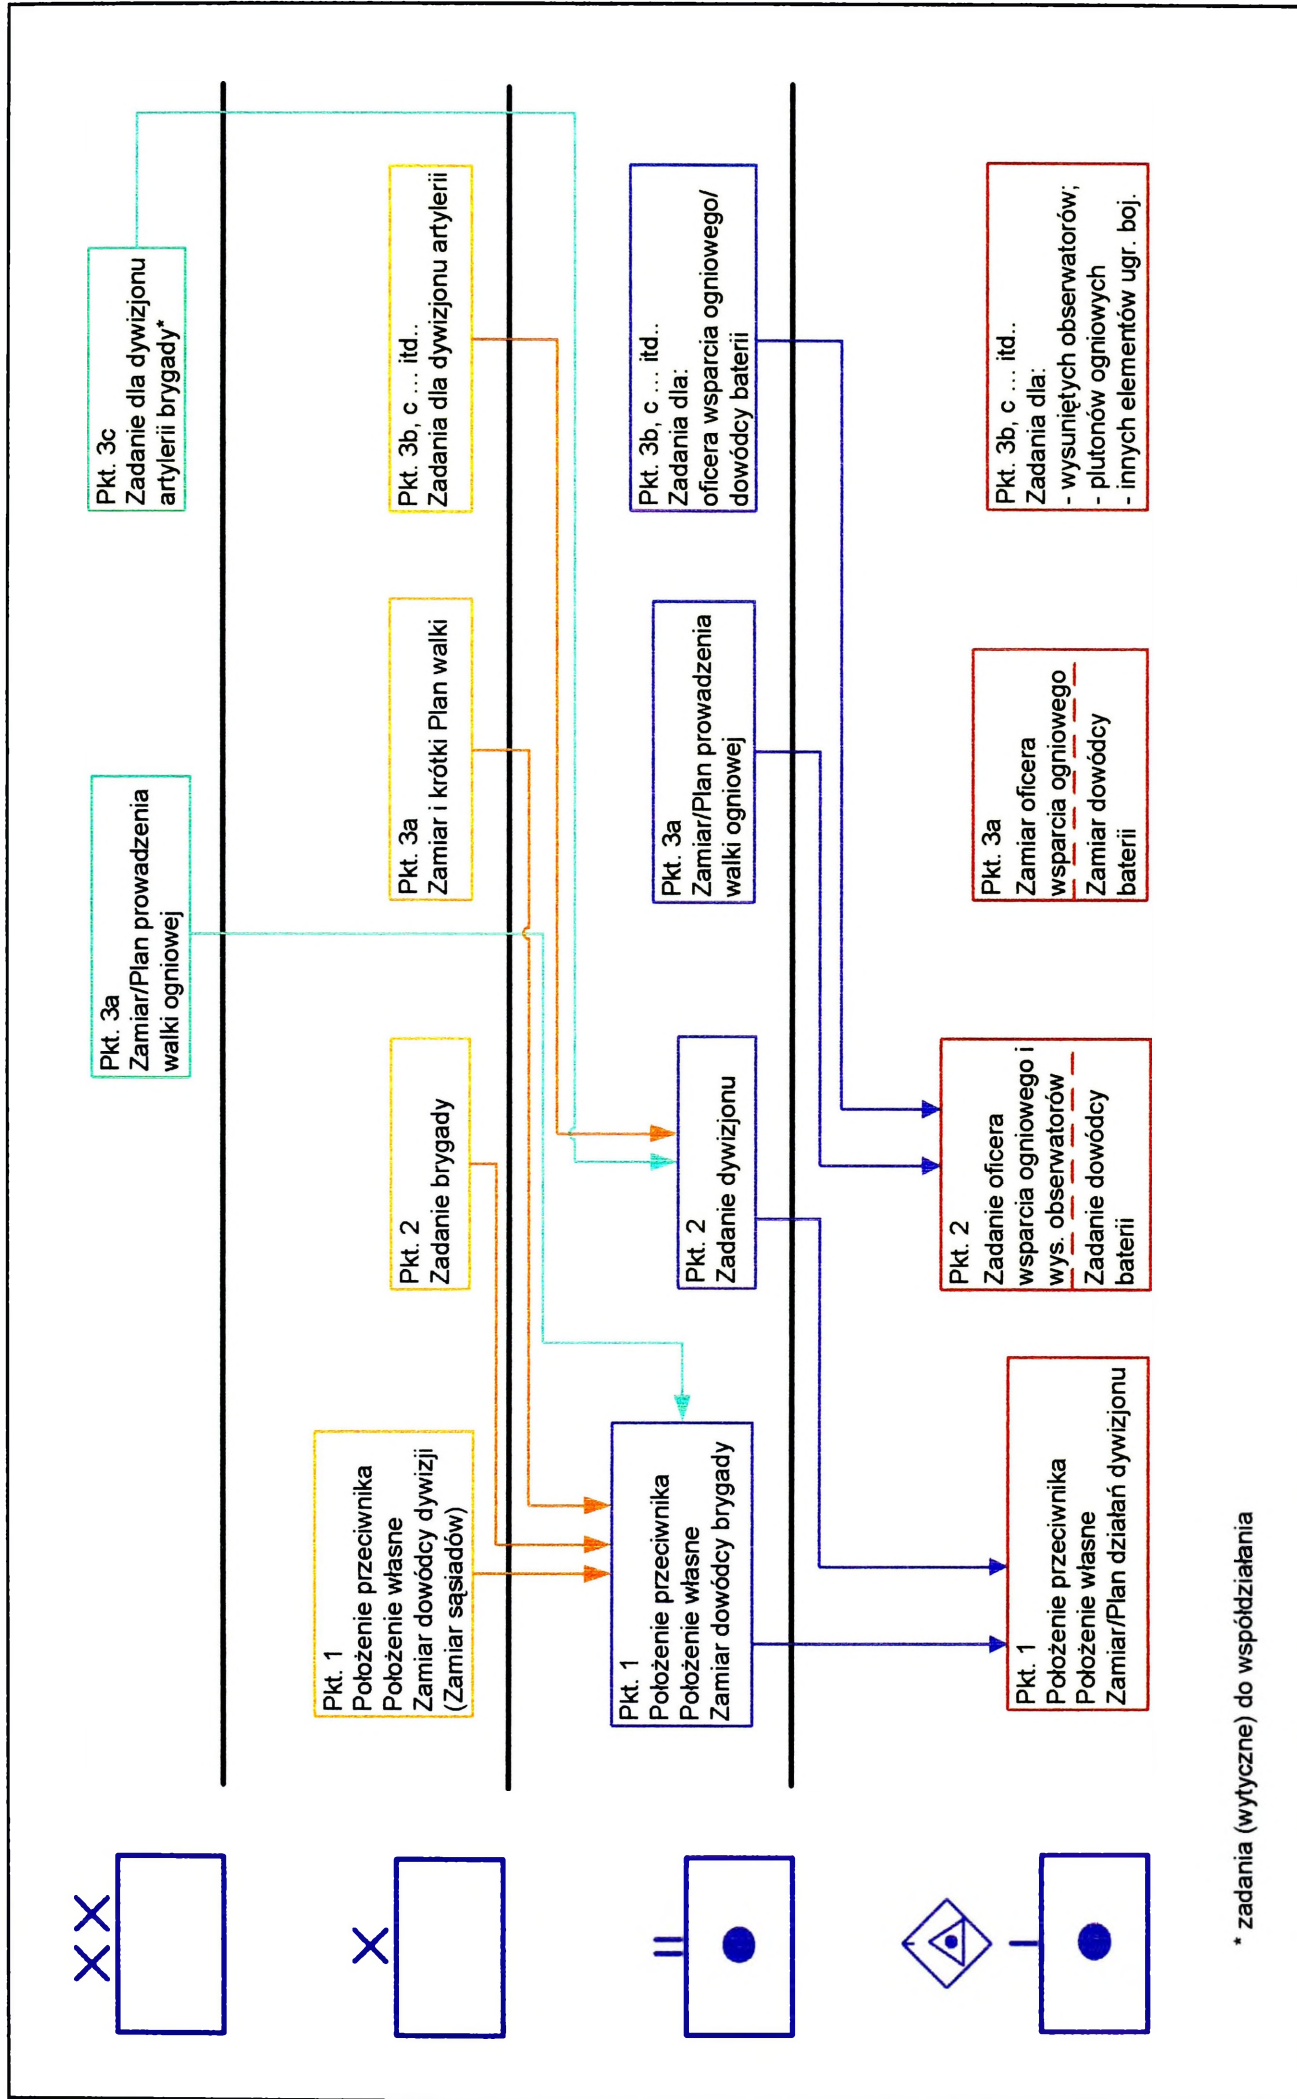 Pkt. 3a
Zamiar/Plan prowadzenia
walki ogniowej
Pkt. 3c
Zadanie dla dywizjonu
artylerii brygady*
Pkt. 1
Położenie przeciwnika
Położenie własne
Zamiar dowódcy dywizji
(Zamiar sąsiadów)
Pkt. 2
Zadanie brygady
Pkt. 3a
Zamiar i krótki Plan walki
Pkt. 3b, c ... itd..
Zadania dla dywizjonu artylerii
Pkt. 1
Położenie przeciwnika
Położenie własne
Zamiar dowódcy brygady
Pkt. 2
Zadanie dywizjonu
Pkt. 3a
Zamiar/Plan prowadzenia
walki ogniowej
Pkt. 3b, c ... itd..
Zadania dla:
oficera wsparcia ogniowego/
dowódcy baterii
Pkt. 1
Położenie przeciwnika
Położenie własne
Zamiar/Plan działań dywizjonu
Pkt. 2
Zadanie oficera
wsparcia ogniowego i
wys. obserwatorów
Zadanie dowódcy
baterii
Pkt. 3a
Zamiar oficera
wsparcia ogniowego
Zamiar dowódcy
baterii
Pkt. 3b, c ... itd..
Zadania dla:
- wysuniętych obserwatorów;
- plutonów ogniowych
- innych elementów ugr. boj.
* zadania (wytyczne) do współdziałania